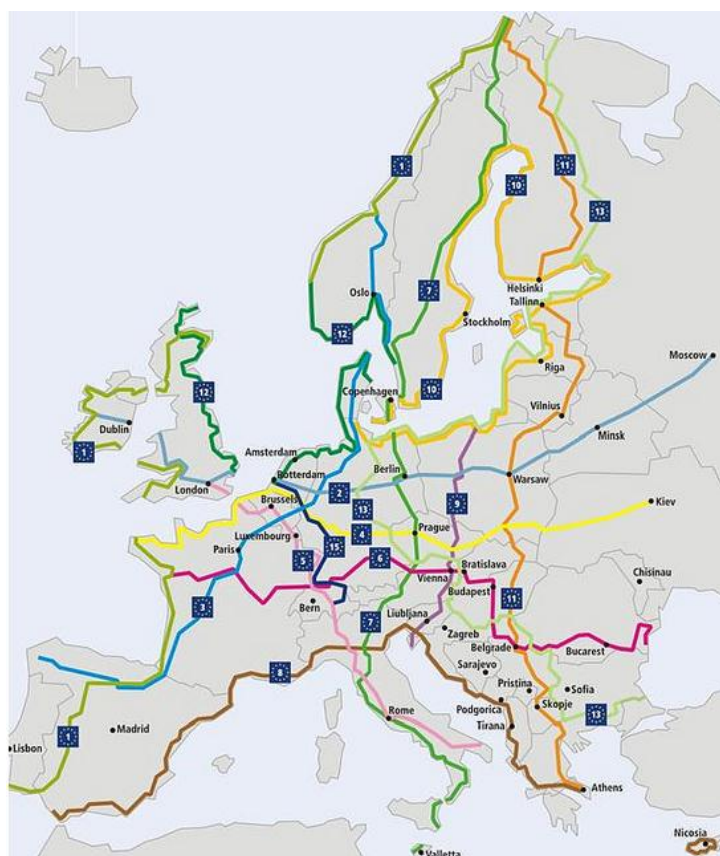 1
11
10
13
Oslo
7
Helsinki
Tallinn
12
Stockholm
Moscow
Riga
12
Copenhagen
10
Vilnius
Dublin
Minsk
1
Amsterdam
Rotterdam
Berlin
Warsaw
London
2
9
Brussels
13
Kiev
Luxembourg
15
4
Prague
Paris
5
6
Vienna
Bratislava
Chisinau
Budapest
3
Bern
11
7
Liubljana
Zagreb
Belgrade
Bucarest
8
Sarajevo
Pristina
Sofia
Madrid
1
Rome
Podgorica
Skopje
13
Lisbon
Tirana
Athens
Nicosia
Valletta